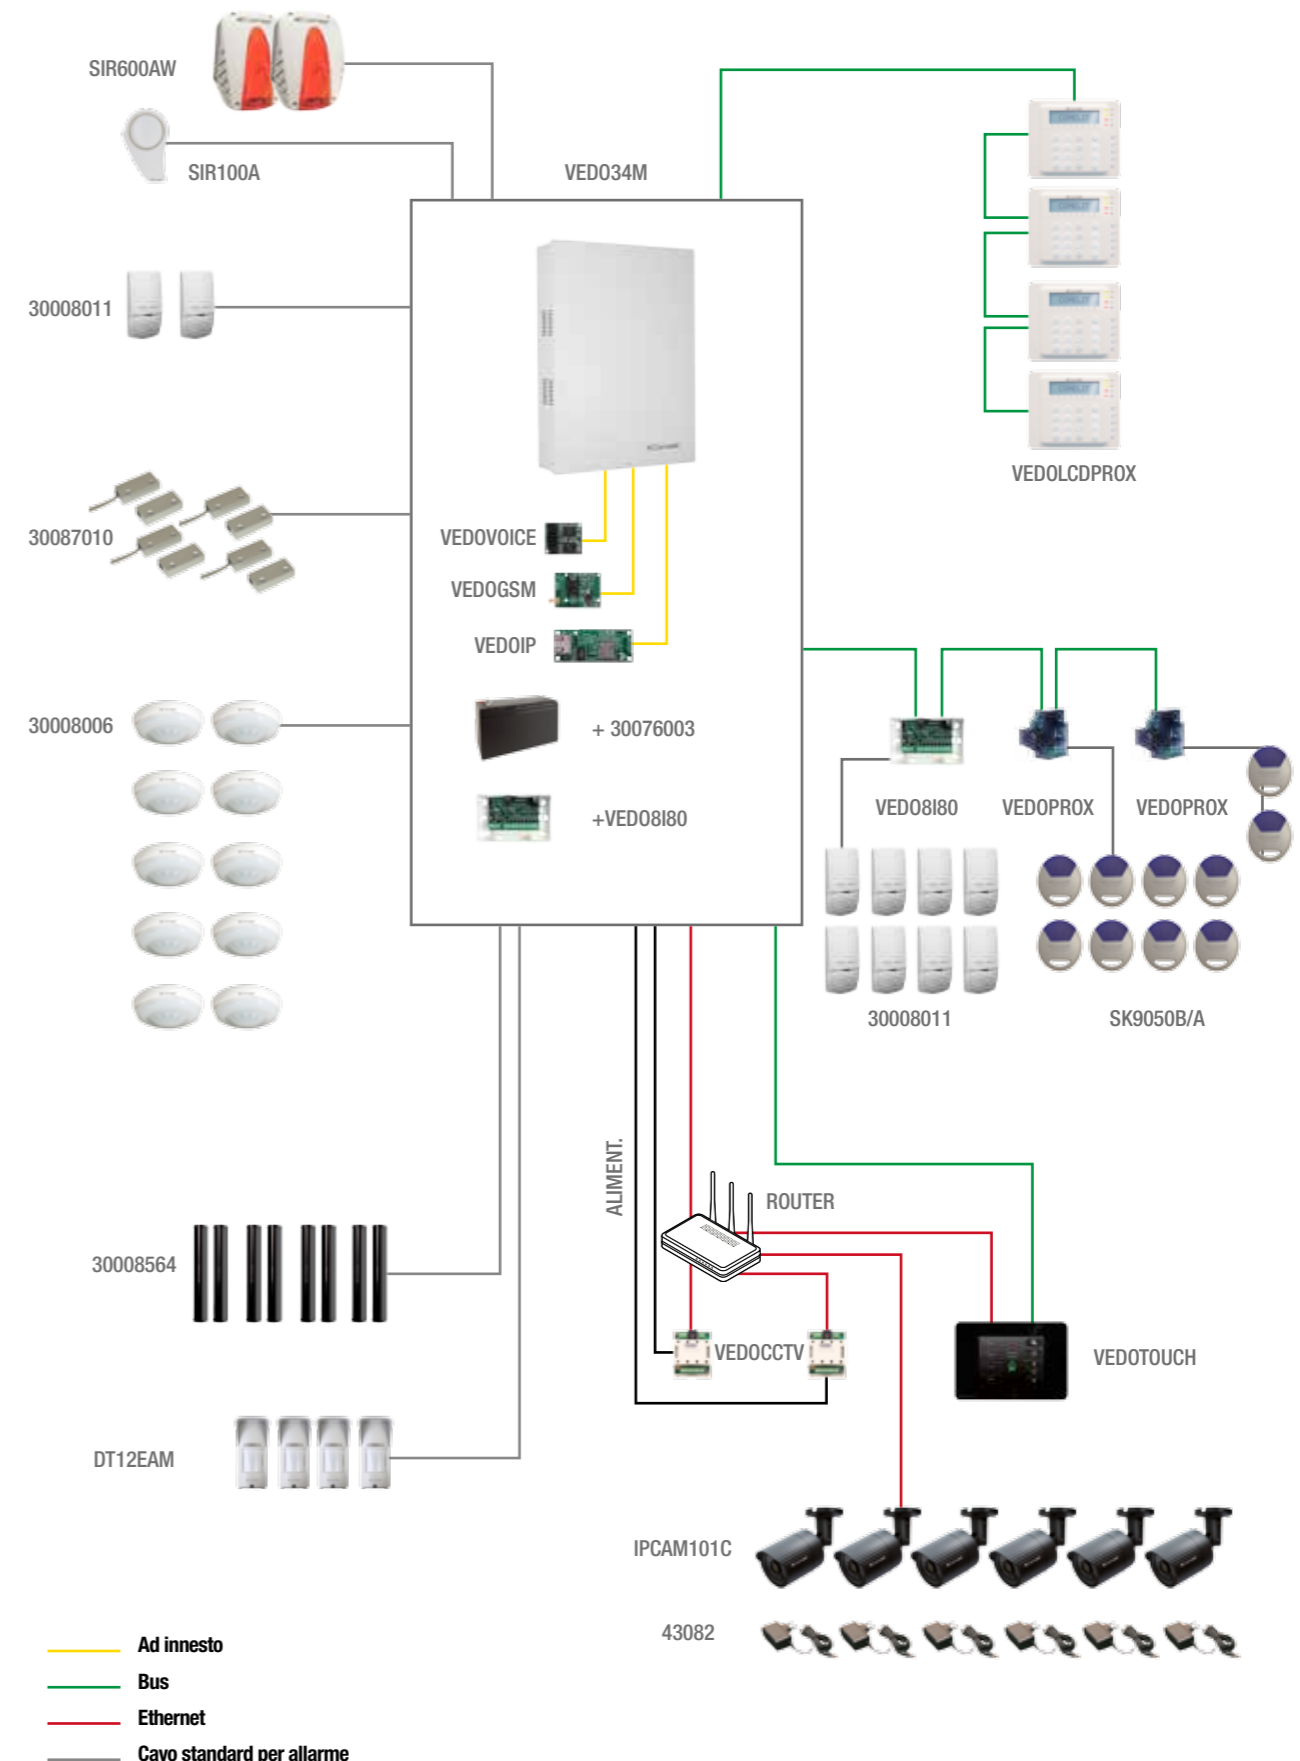 SIR600AW
SIR100A
VEDO34M
30008011
30087010
VEDOVOICE
VEDOGSM
VEDOIP
30008006
+ 30076003
+VEDO8I80
VEDOLCDPROX
VEDO8I80
VEDOPROX
VEDOPROX
30008011
SK9050B/A
ALIMENT.
ROUTER
30008564
VEDOCCTV
VEDOTOUCH
DT12EAM
IPCAM101C
43082
Ad innesto
Bus
Ethernet
Cavo standard per allarme